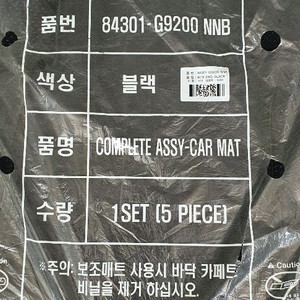 품번 84301-G9200 NNB
색상 블랙
품명 COMPLETE ASSY-CAR MAT
수량 1SET (5 PIECE)
※주의: 보조매트 사용시 바닥 카페트
비닐을 제거 하십시오.
Caution